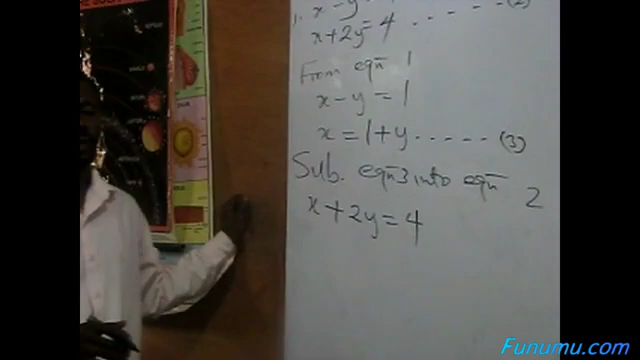 1. x - y
x + 2y = 4 ......(2)
From eqn 1
x - y = 1
x = 1 + y ..... (3)
Sub. eqn 3 into eqn 2
x + 2y = 4
Funumu.com